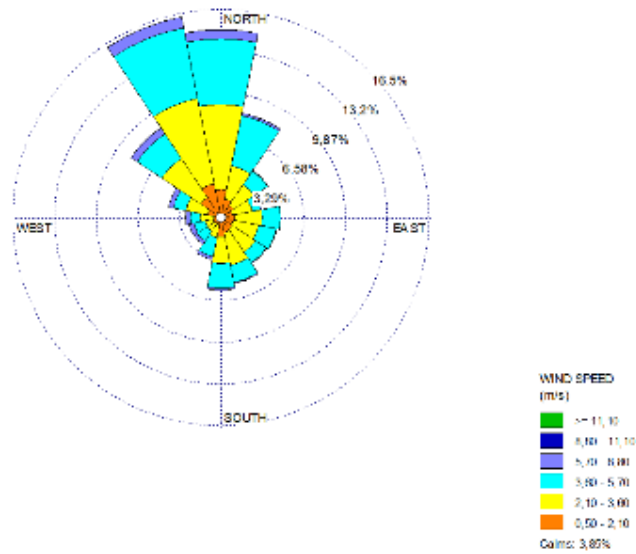 NORTH
16,5%
13,2%
9,87%
6,58%
3,29%
WEST
EAST
SOUTH
WIND SPEED
(m/s)
>= 11,10
8,80 - 11,10
5,70 - 8,80
3,60 - 5,70
2,10 - 3,60
0,50 - 2,10
Calms: 3,85%